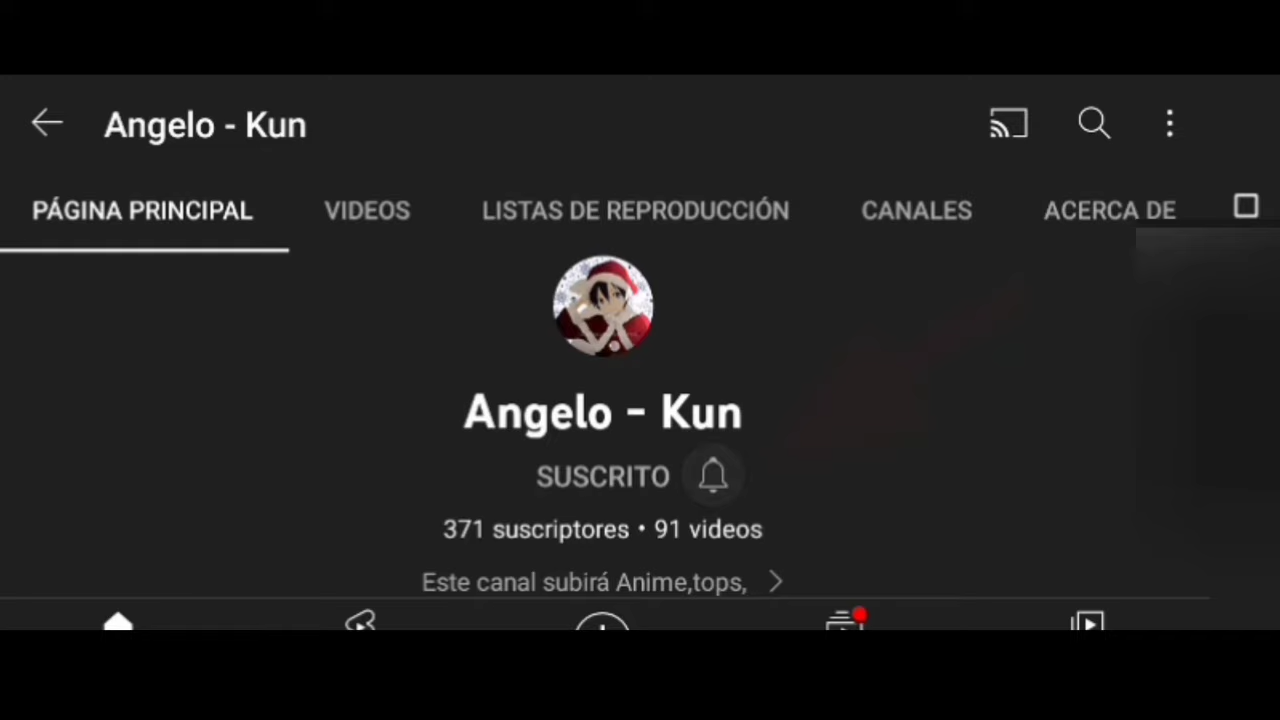 Angelo - Kun
PÁGINA PRINCIPAL VIDEOS LISTAS DE REPRODUCCIÓN CANALES ACERCA DE
Angelo - Kun
SUSCRITO
371 suscriptores • 91 videos
Este canal subirá Anime,tops,